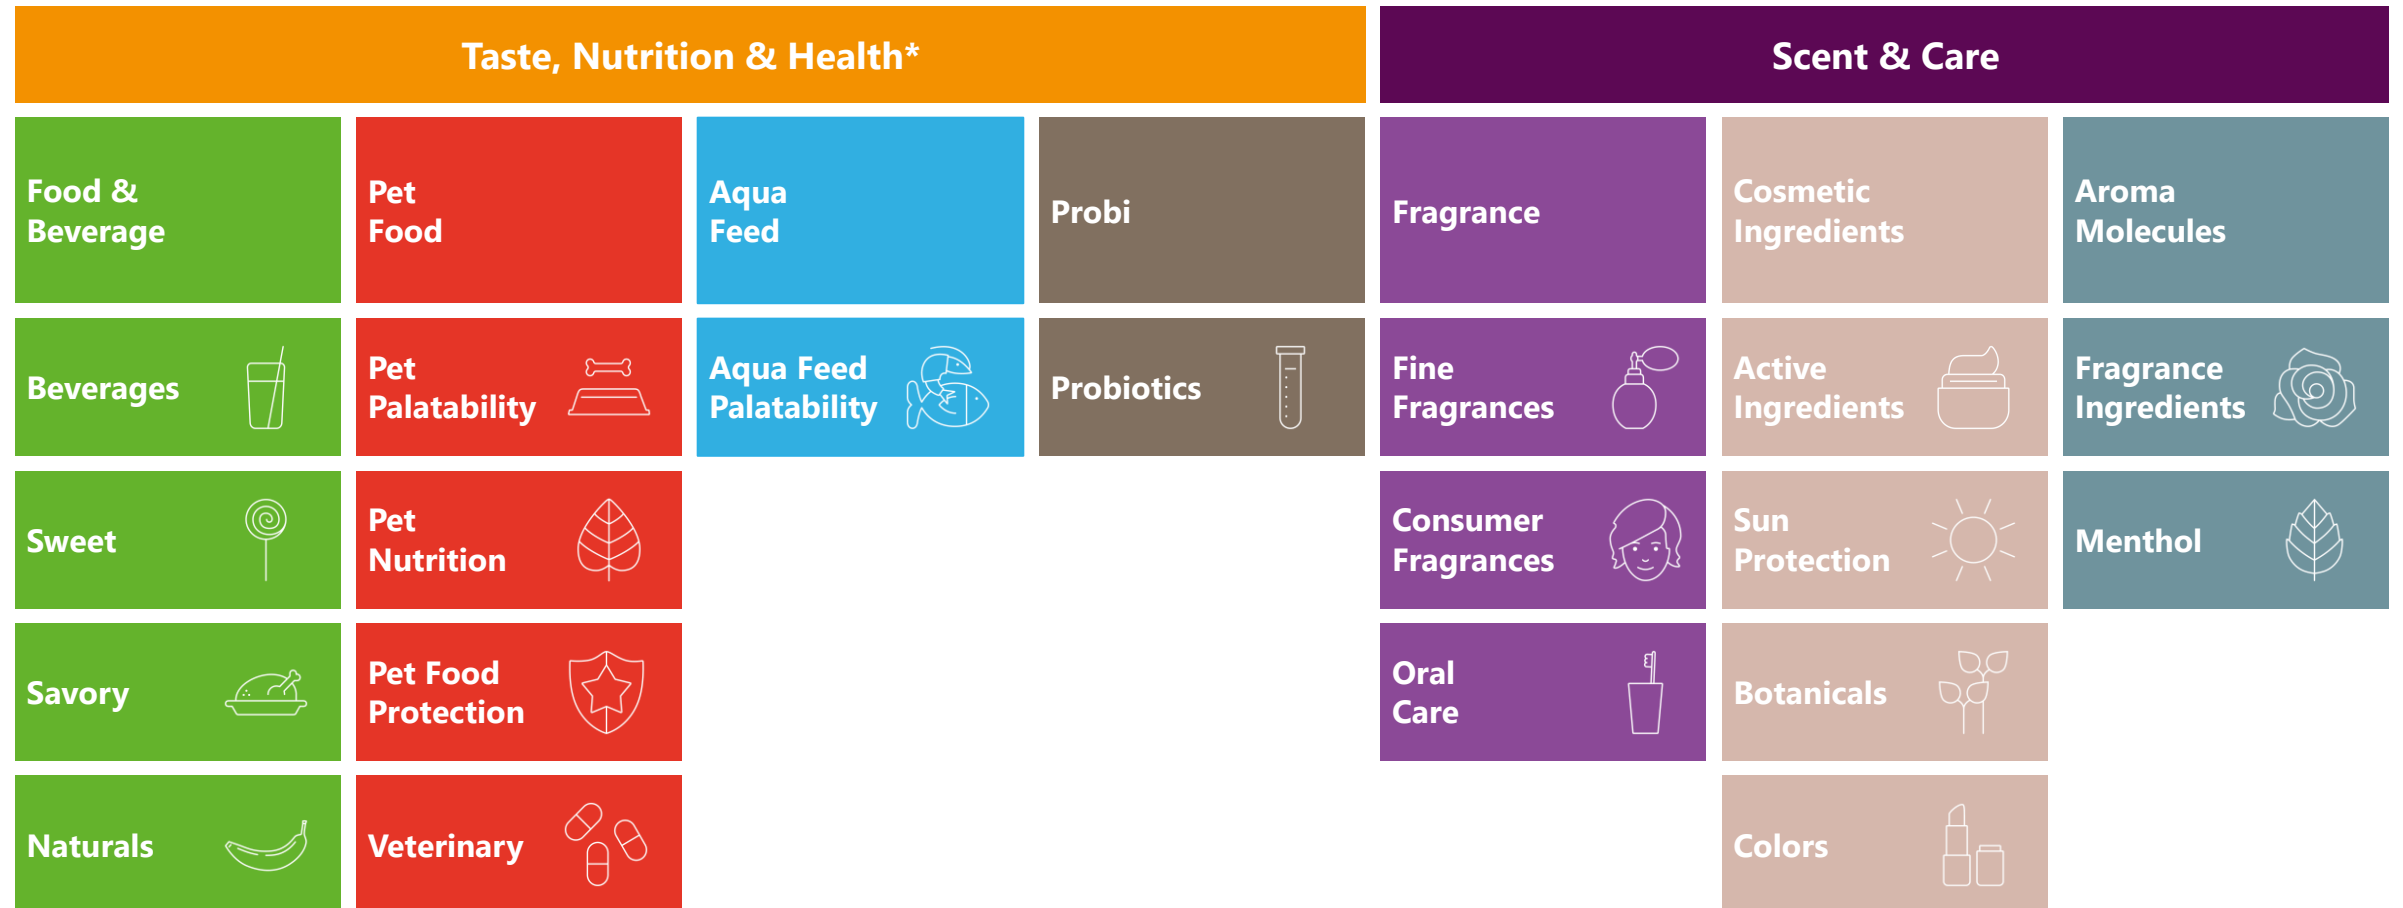 Taste, Nutrition & Health*
Scent & Care
Food &
Beverage
Pet
Food
Aqua
Feed
Probi
Fragrance
Cosmetic
Ingredients
Aroma
Molecules
Beverages
Pet
Palatability
Aqua Feed
Palatability
Probiotics
Fine
Fragrances
Active
Ingredients
Fragrance
Ingredients
Sweet
Pet
Nutrition
Consumer
Fragrances
Sun
Protection
Menthol
Savory
Pet Food
Protection
Oral
Care
Botanicals
Naturals
Veterinary
Colors